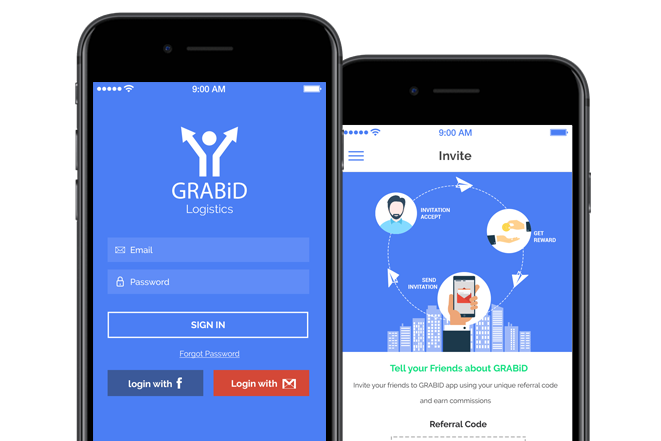 9:00 AM
GRABiD
Logistics
Email
Password
SIGN IN
Forgot Password
login with f
Login with M
9:00 AM
Invite
INVITATION
ACCEPT
GET
REWARD
SEND
INVITATION
Tell your Friends about GRABiD
Invite your friends to GRABiD app using your unique referral code
and earn commissions
Referral Code